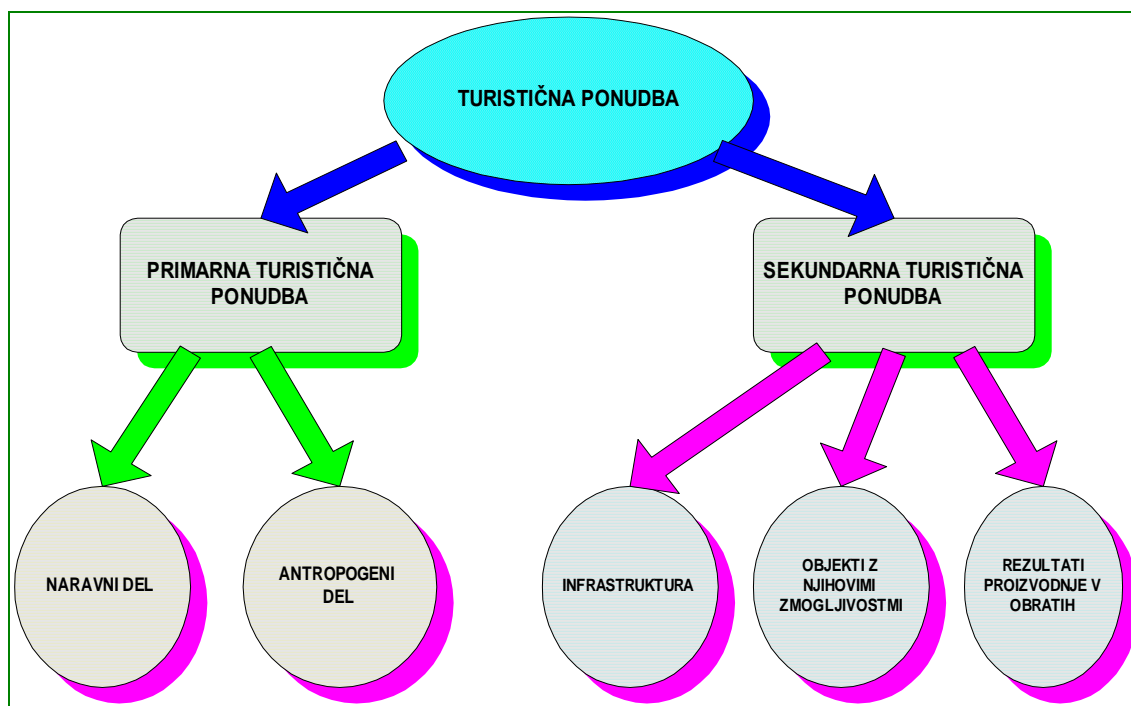 TURISTIČNA PONUDBA
PRIMARNA TURISTIČNA
PONUDBA
SEKUNDARNA TURISTIČNA
PONUDBA
NARAVNI DEL
ANTROPOGENI
DEL
INFRASTRUKTURA
OBJEKTI Z
NJIHOVIMI
ZMOGLJIVOSTMI
REZULTATI
PROIZVODNJE V
OBRATIH